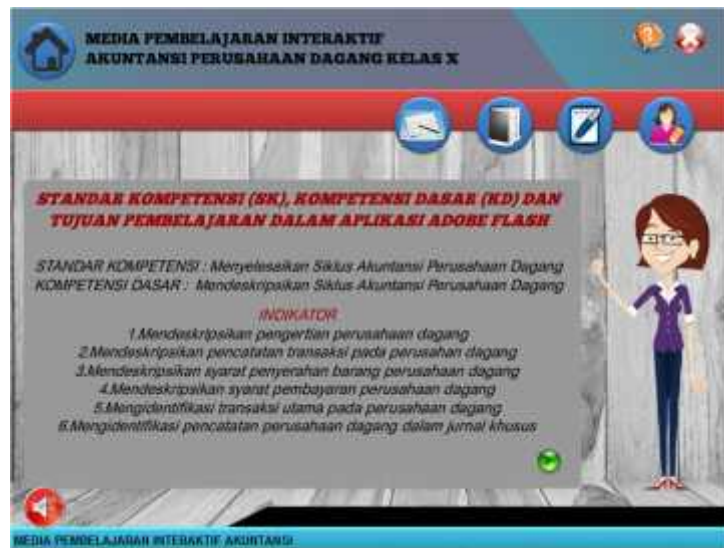 MEDIA PEMBELAJARAN INTERAKTIF
AKUNTANSI PERUSAHAAN DAGANG KELAS X
STANDAR KOMPETENSI (SK), KOMPETENSI DASAR (KD) DAN
TUJUAN PEMBELAJARAN DALAM APLIKASI ADOBE FLASH
STANDAR KOMPETENSI : Menyelesaikan Siklus Akuntansi Perusahaan Dagang
KOMPETENSI DASAR : Mendeskripsikan Siklus Akuntansi Perusahaan Dagang
INDIKATOR
1.Mendeskripsikan pengertian perusahaan dagang
2.Mendeskripsikan pencatatan transaksi pada perusahan dagang
3.Mendeskripsikan syarat penyerahan barang perusahaan dagang
4.Mendeskripsikan syarat pembayaran perusahaan dagang
5.Mengidentifikasi transaksi utama pada perusahaan dagang
6.Mengidentifikasi pencatatan perusahaan dagang dalam jurnal khusus
MEDIA PEMBELAJARAN INTERAKTIF AKUNTANSI